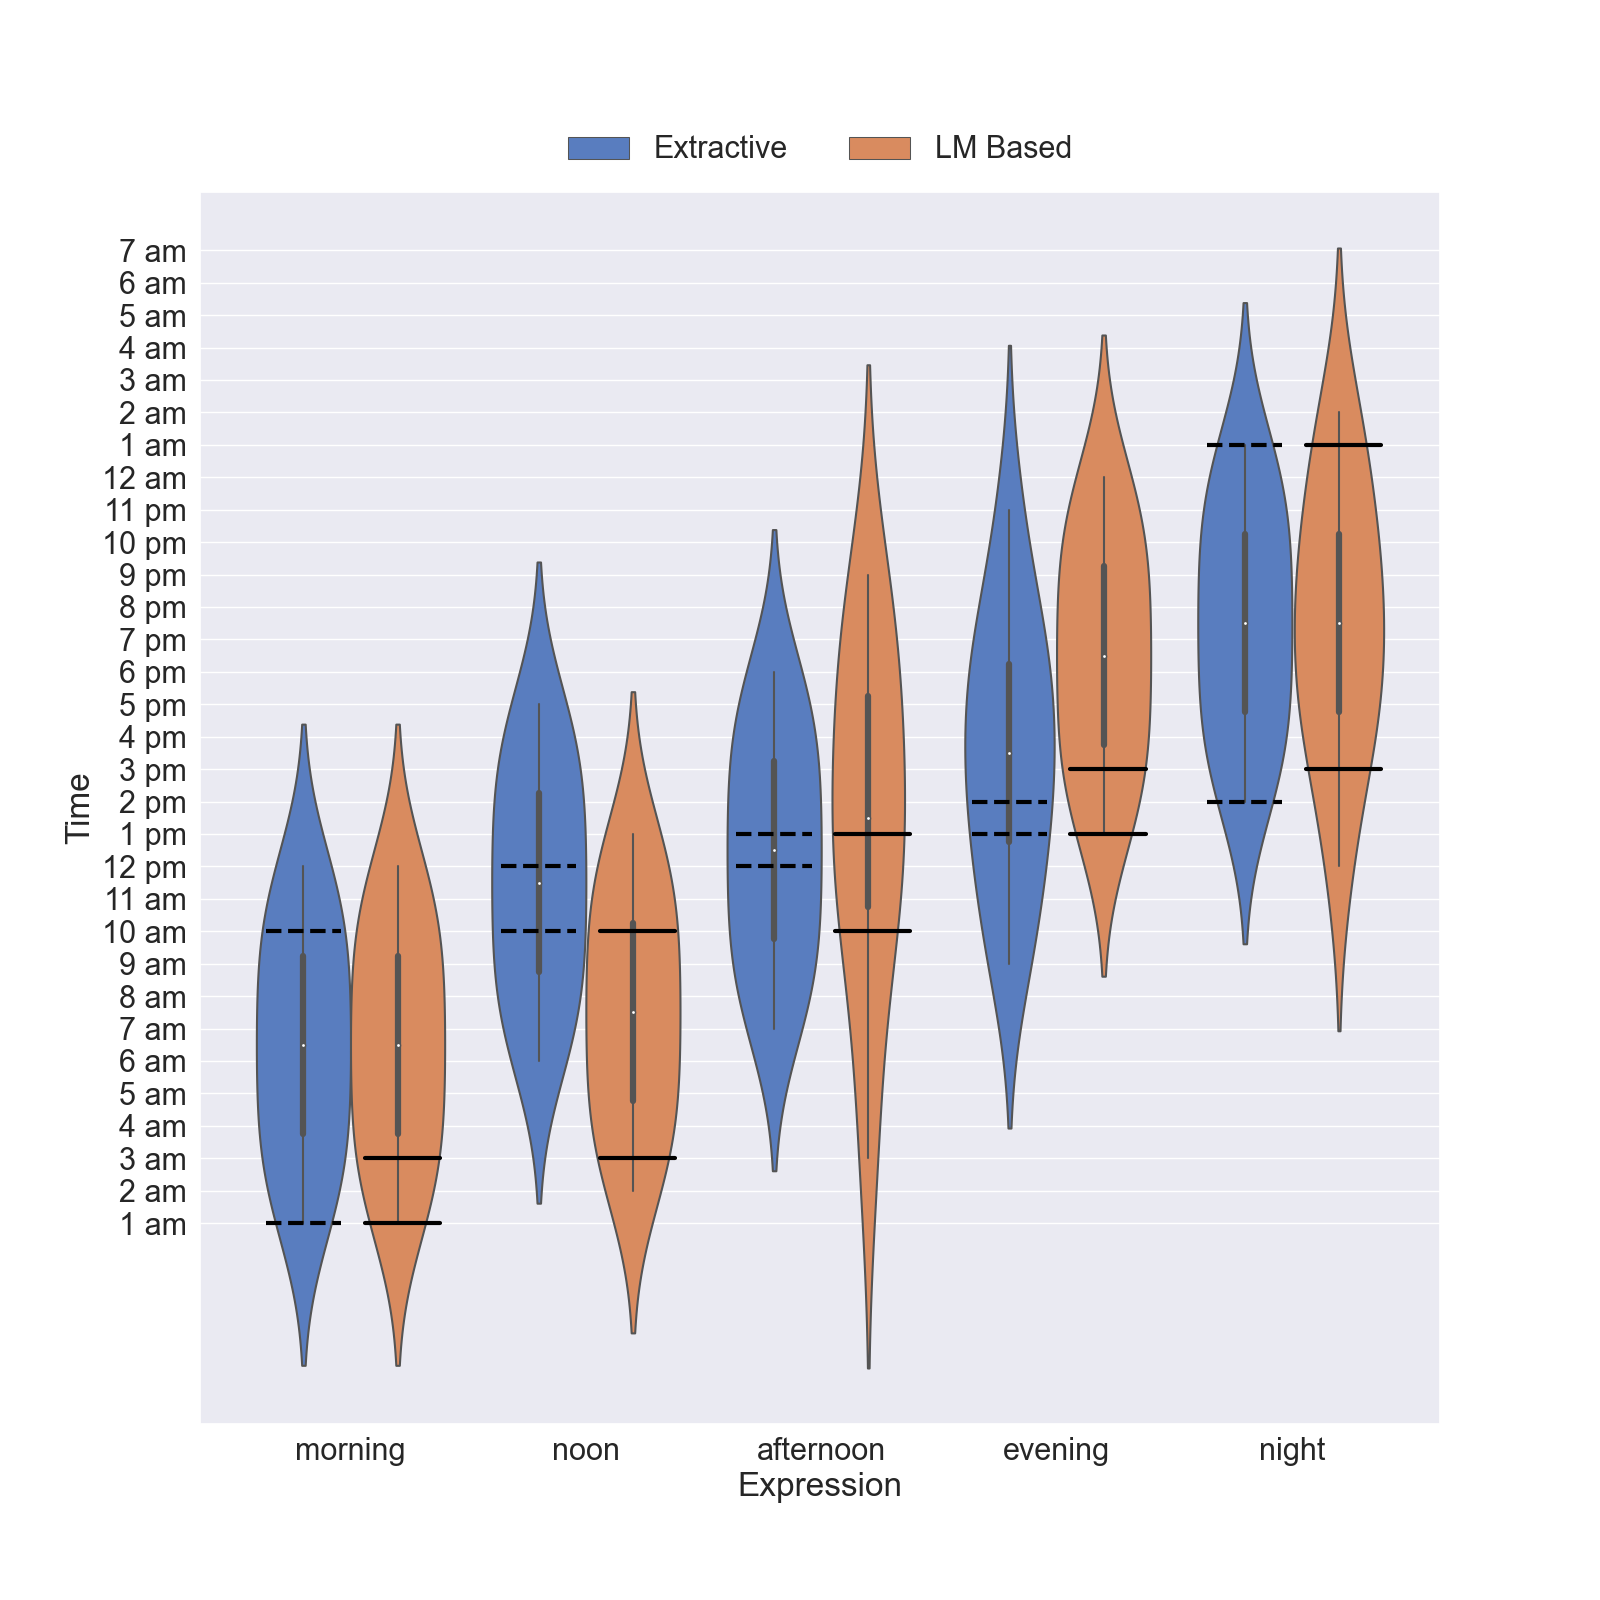 Extractive LM Based
7 am
6 am
5 am
4 am
3 am
2 am
1 am
12 am
11 pm
10 pm
9 pm
8 pm
7 pm
6 pm
5 pm
4 pm
3 pm
2 pm
1 pm
12 pm
11 am
10 am
9 am
8 am
7 am
6 am
5 am
4 am
3 am
2 am
1 am
Time
morning noon afternoon evening night
Expression